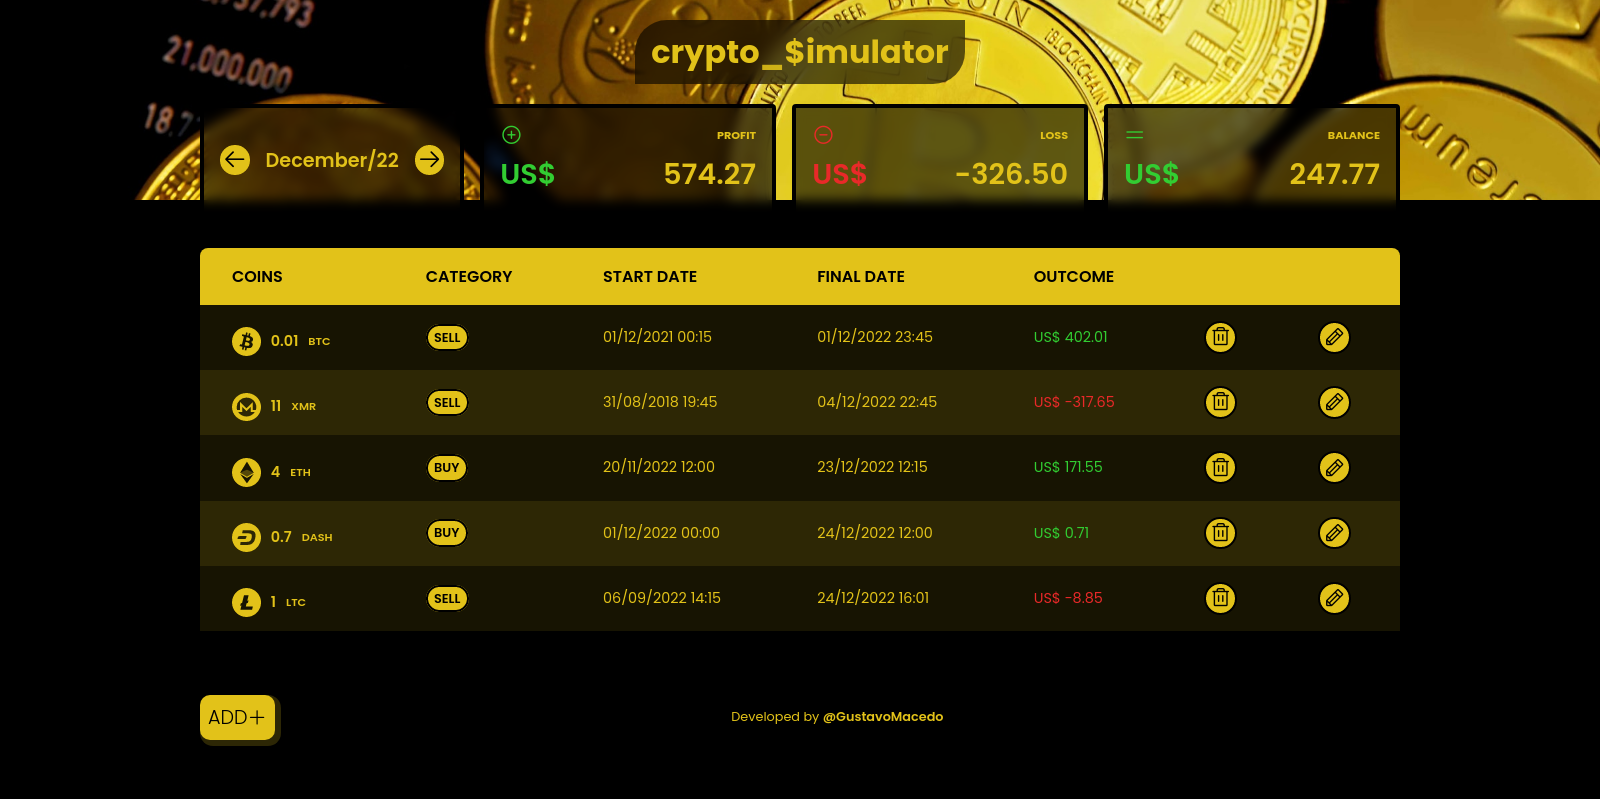 21,000,000
crypto_$imulator
December/22
PROFIT
US$ 574.27
LOSS
US$ -326.50
BALANCE
US$ 247.77
COINS CATEGORY START DATE FINAL DATE OUTCOME
0.01 BTC SELL 01/12/2021 00:15 01/12/2022 23:45 US$ 402.01
11 XMR SELL 31/08/2018 19:45 04/12/2022 22:45 US$ -317.65
4 ETH BUY 20/11/2022 12:00 23/12/2022 12:15 US$ 171.55
0.7 DASH BUY 01/12/2022 00:00 24/12/2022 12:00 US$ 0.71
1 LTC SELL 06/09/2022 14:15 24/12/2022 16:01 US$ -8.85
ADD+
Developed by @GustavoMacedo